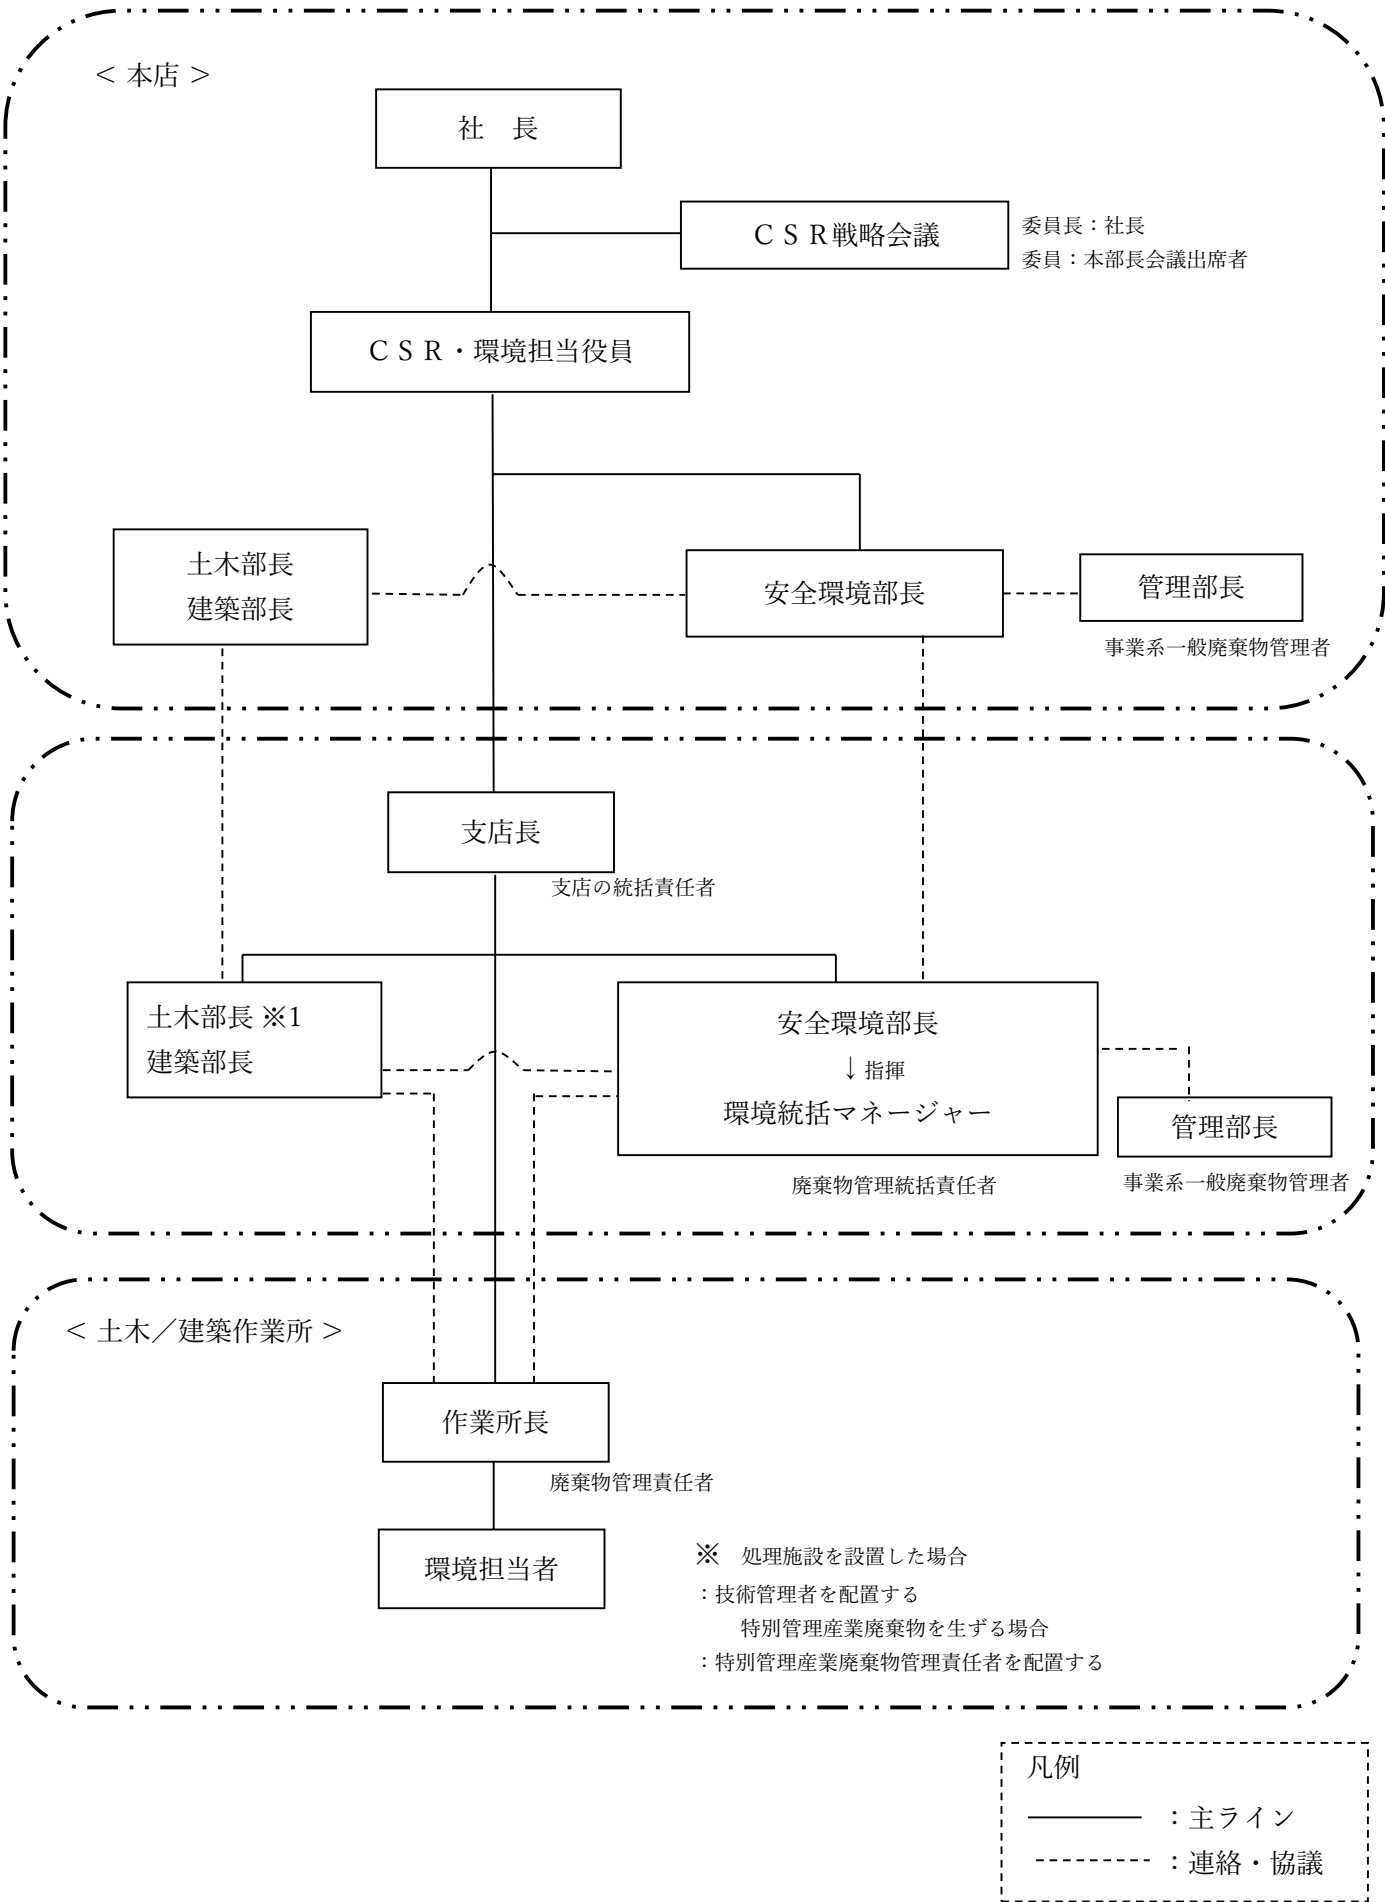 ＜ 本店 ＞
社　長
ＣＳＲ戦略会議
委員長：社長
委員：本部長会議出席者
ＣＳＲ・環境担当役員
土木部長
建築部長
安全環境部長
管理部長
事業系一般廃棄物管理者
支店長
支店の統括責任者
土木部長 ※1
建築部長
安全環境部長
↓ 指揮
環境統括マネージャー
廃棄物管理統括責任者
管理部長
事業系一般廃棄物管理者
＜ 土木／建築作業所 ＞
作業所長
廃棄物管理責任者
環境担当者
※　処理施設を設置した場合
：技術管理者を配置する
特別管理産業廃棄物を生ずる場合
：特別管理産業廃棄物管理責任者を配置する
凡例
：主ライン
：連絡・協議